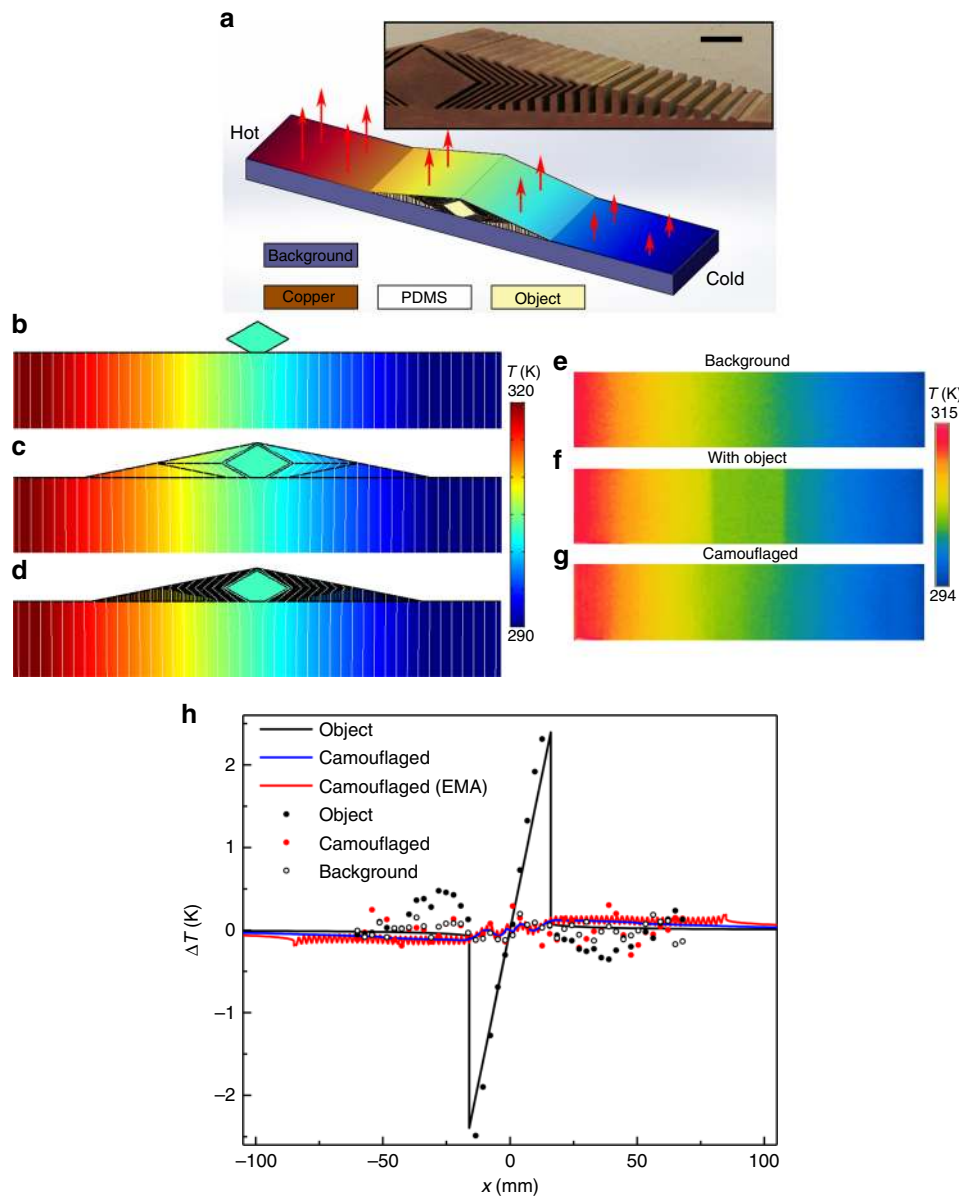 a
Hot
Cold
Background
Copper
PDMS
Object
b
c
d
T (K)
320
290
e
Background
f
With object
g
Camouflaged
T (K)
315
294
h
Object
Camouflaged
Camouflaged (EMA)
Object
Camouflaged
Background
ΔT (K)
2
1
0
−1
−2
−100
−50
0
50
100
x (mm)